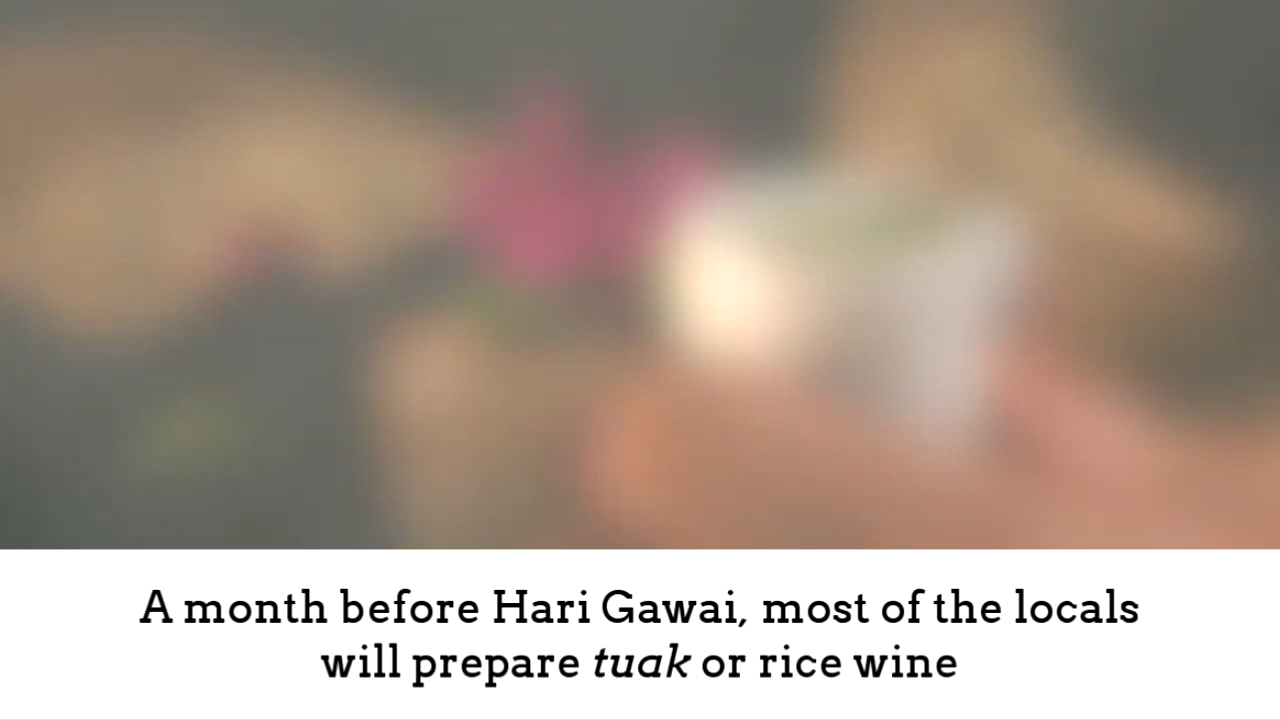 A month before Hari Gawai, most of the locals
will prepare tuak or rice wine